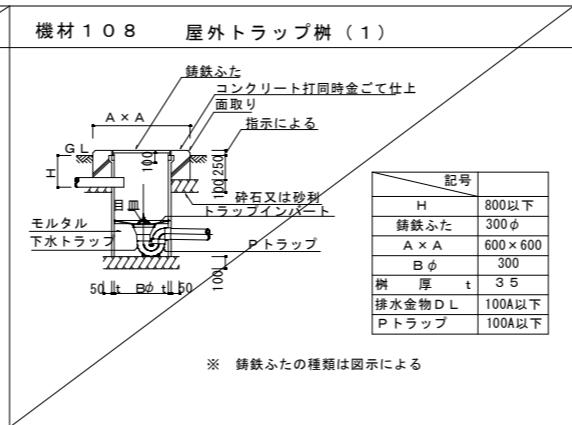 機材１０８　屋外トラップ桝（１）
鋳鉄ふた
コンクリート打同時金ごて仕上
面取り
Ａ×Ａ
指示による
ＧＬ
Ｈ
100
250
100
砕石又は砂利
トラップインバート
目皿
モルタル
下水トラップ
Ｐトラップ
100
50 t Ｂφ t 50
記号
Ｈ 800以下
鋳鉄ふた 300φ
Ａ×Ａ 600×600
Ｂφ 300
桝　厚　ｔ ３５
排水金物ＤＬ 100A以下
Ｐトラップ 100A以下
※　鋳鉄ふたの種類は図示による